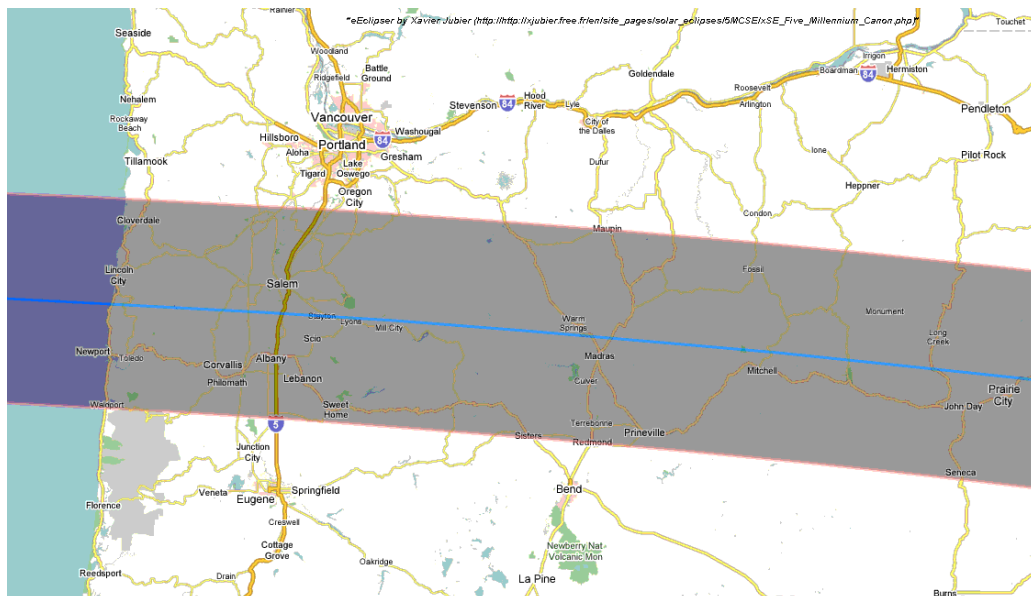 Rainier
"eEclipser by Xavier Jubier (http://http://xjubier.free.fr/en/site_pages/solar_eclipses/5MCSE/xSE_Five_Millennium_Canon.php)"
Touchet
Seaside
Woodland
Irrigon
Battle
Ground
Ridgefield
Boardman
84
Hermiston
Goldendale
Roosevelt
Nehalem
Stevenson
84
Hood
River
Lyle
Arlington
Pendleton
Rockaway
Beach
Vancouver
Washougal
City of
the Dalles
Hillsboro
Portland
84
Aloha
Gresham
Ione
Pilot Rock
Tillamook
Tigard
Lake
Oswego
Dufur
Oregon
City
Heppner
Cloverdale
Maupin
Condon
Lincoln
City
Fossil
Salem
Monument
Stayton
Lyons
Mill City
Warm
Springs
Scio
Long
Creek
Newport
Toledo
Albany
Madras
Corvallis
Philomath
Lebanon
Culver
Mitchell
Prairie
City
Waldport
Sweet
Home
John Day
Terrebonne
5
Sisters
Redmond
Prineville
Junction
City
Seneca
Veneta
Eugene
Springfield
Bend
Florence
Creswell
Cottage
Grove
Newberry Nat
Volcanic Mon
Reedsport
Drain
Oakridge
La Pine
Burns